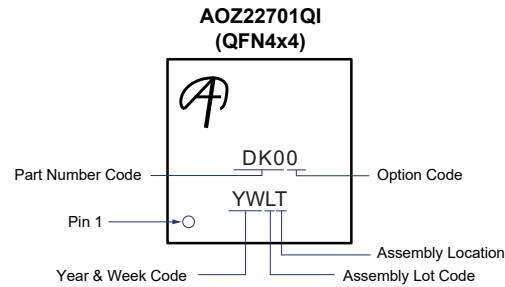 AOZ22701QI
(QFN4x4)
DK00
Part Number Code
Option Code
YWLT
Pin 1
Assembly Location
Year & Week Code
Assembly Lot Code